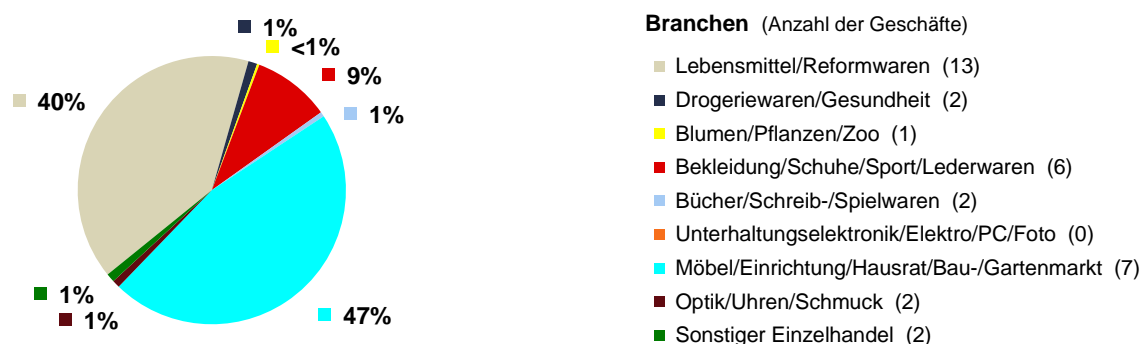 1%
<1%
9%
1%
40%
47%
1%
1%
Branchen (Anzahl der Geschäfte)
Lebensmittel/Reformwaren (13)
Drogeriewaren/Gesundheit (2)
Blumen/Pflanzen/Zoo (1)
Bekleidung/Schuhe/Sport/Lederwaren (6)
Bücher/Schreib-/Spielwaren (2)
Unterhaltungselektronik/Elektro/PC/Foto (0)
Möbel/Einrichtung/Hausrat/Bau-/Gartenmarkt (7)
Optik/Uhren/Schmuck (2)
Sonstiger Einzelhandel (2)